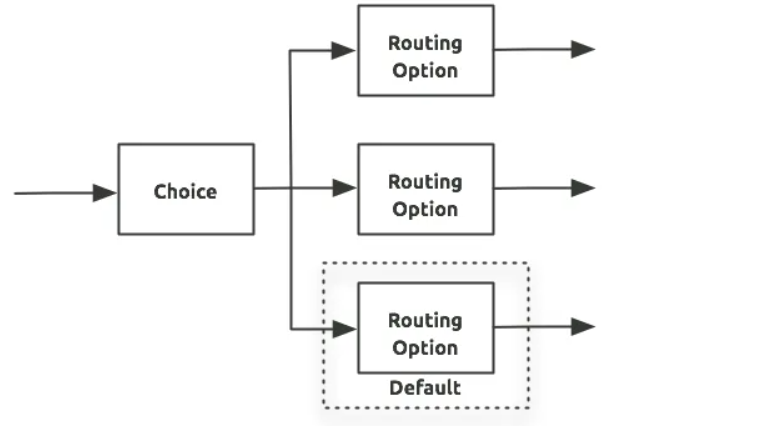 Routing
Option
Choice
Routing
Option
Routing
Option
Default